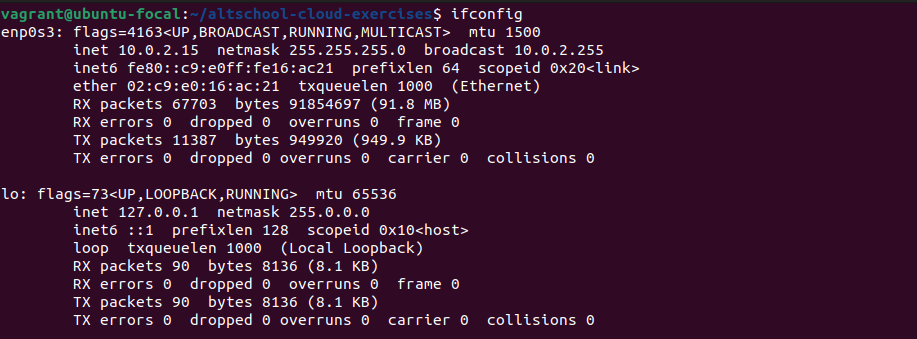 vagrant@ubuntu-focal:~/altschool-cloud-exercises$ ifconfig
enp0s3: flags=4163<UP,BROADCAST,RUNNING,MULTICAST>  mtu 1500
        inet 10.0.2.15  netmask 255.255.255.0  broadcast 10.0.2.255
        inet6 fe80::c9:e0ff:fe16:ac21  prefixlen 64  scopeid 0x20<link>
        ether 02:c9:e0:16:ac:21  txqueuelen 1000  (Ethernet)
        RX packets 67703  bytes 91854697 (91.8 MB)
        RX errors 0  dropped 0  overruns 0  frame 0
        TX packets 11387  bytes 949920 (949.9 KB)
        TX errors 0  dropped 0 overruns 0  carrier 0  collisions 0

lo: flags=73<UP,LOOPBACK,RUNNING>  mtu 65536
        inet 127.0.0.1  netmask 255.0.0.0
        inet6 ::1  prefixlen 128  scopeid 0x10<host>
        loop  txqueuelen 1000  (Local Loopback)
        RX packets 90  bytes 8136 (8.1 KB)
        RX errors 0  dropped 0  overruns 0  frame 0
        TX packets 90  bytes 8136 (8.1 KB)
        TX errors 0  dropped 0 overruns 0  carrier 0  collisions 0